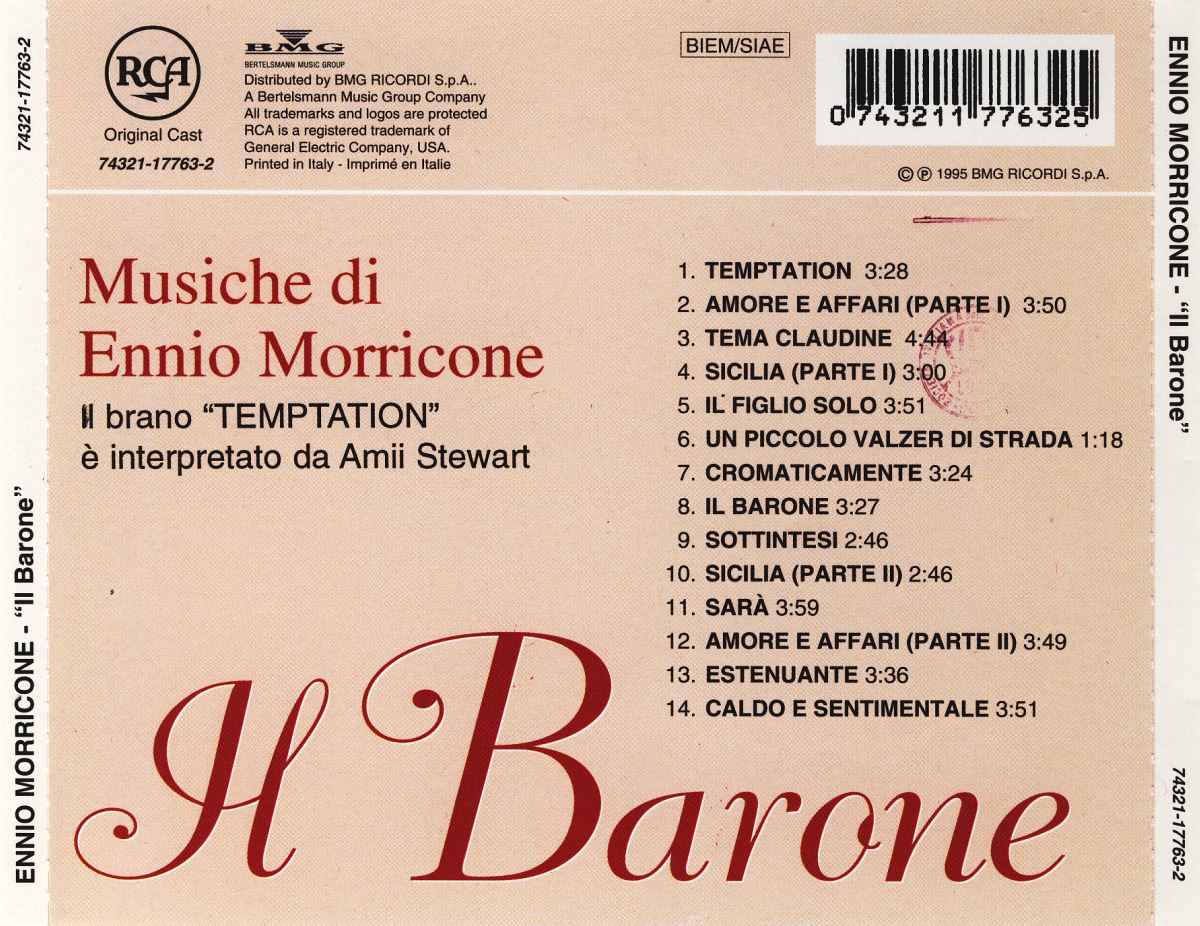 74321-17763-2
ENNIO MORRICONE - “Il Barone”
RCA
Original Cast
74321-17763-2
BMG
BERTELSMANN MUSIC GROUP
Distributed by BMG RICORDI S.p.A..
A Bertelsmann Music Group Company
All trademarks and logos are protected
RCA is a registered trademark of
General Electric Company, USA.
Printed in Italy - Imprimé en Italie
BIEM/SIAE
0 743211 776325
© ℗ 1995 BMG RICORDI S.p.A.
Musiche di
Ennio Morricone
Il brano “TEMPTATION”
è interpretato da Amii Stewart
1. TEMPTATION 3:28
2. AMORE E AFFARI (PARTE I) 3:50
3. TEMA CLAUDINE 4:44
4. SICILIA (PARTE I) 3:00
5. IL FIGLIO SOLO 3:51
6. UN PICCOLO VALZER DI STRADA 1:18
7. CROMATICAMENTE 3:24
8. IL BARONE 3:27
9. SOTTINTESI 2:46
10. SICILIA (PARTE II) 2:46
11. SARÀ 3:59
12. AMORE E AFFARI (PARTE II) 3:49
13. ESTENUANTE 3:36
14. CALDO E SENTIMENTALE 3:51
Il Barone
ENNIO MORRICONE - “Il Barone”
74321-17763-2